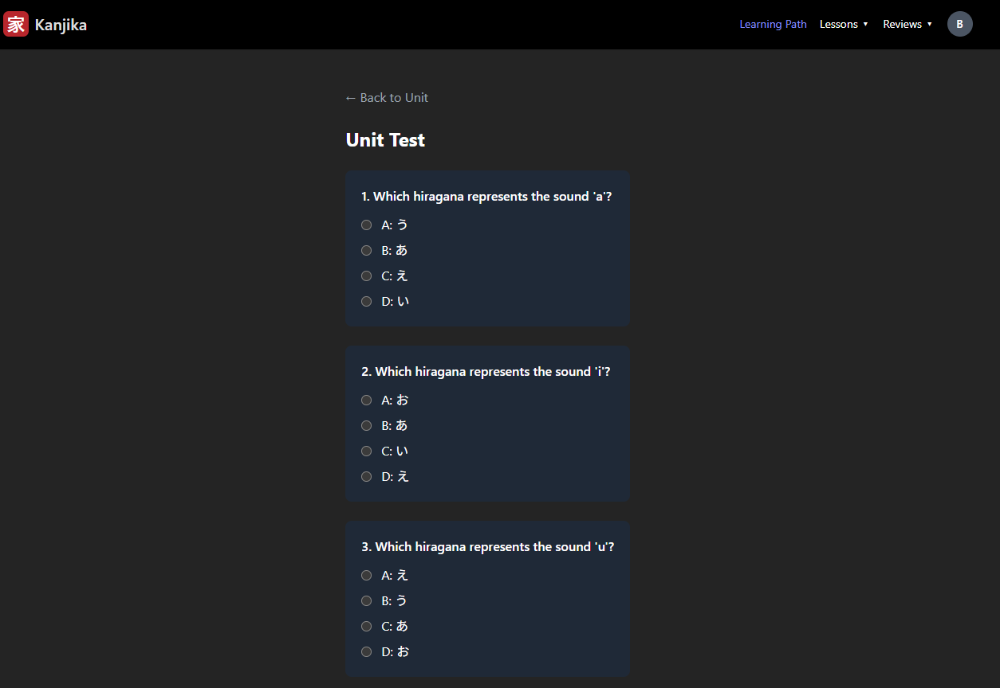 家 Kanjika
Learning Path Lessons ▼ Reviews ▼ B
← Back to Unit
Unit Test
1. Which hiragana represents the sound 'a'?
A: う
B: あ
C: え
D: い
2. Which hiragana represents the sound 'i'?
A: お
B: あ
C: い
D: え
3. Which hiragana represents the sound 'u'?
A: え
B: う
C: あ
D: お